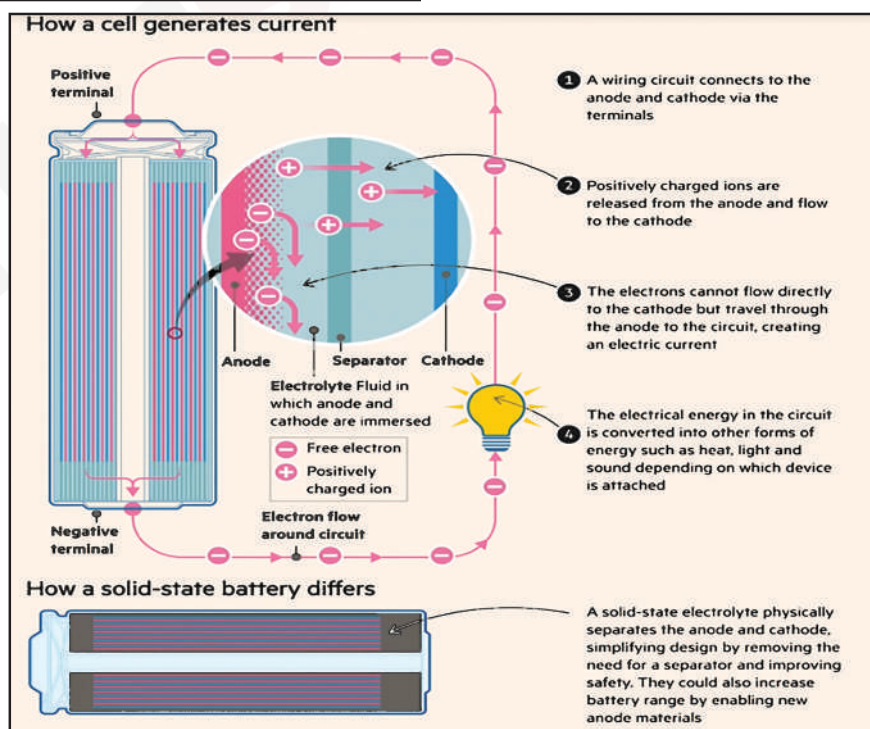 How a cell generates current
Positive
terminal
1 A wiring circuit connects to the
anode and cathode via the
terminals
2 Positively charged ions are
released from the anode and flow
to the cathode
3 The electrons cannot flow directly
to the cathode but travel through
the anode to the circuit, creating
an electric current
Anode
Separator
Cathode
Electrolyte Fluid in
which anode and
cathode are immersed
Free electron
Positively
charged ion
4 The electrical energy in the circuit
is converted into other forms of
energy such as heat, light and
sound depending on which device
is attached
Negative
terminal
Electron flow
around circuit
How a solid-state battery differs
A solid-state electrolyte physically
separates the anode and cathode,
simplifying design by removing the
need for a separator and improving
safety. They could also increase
battery range by enabling new
anode materials